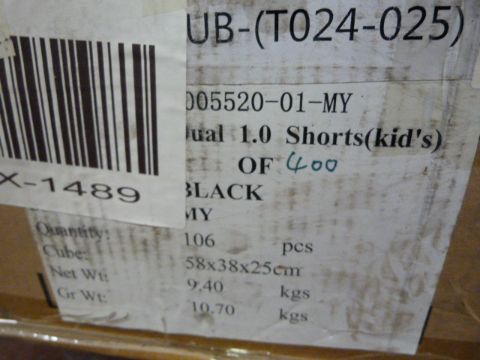 UB-(T024-025)
005520-01-MY
ual 1.0 Shorts(kid's)
OF 400
BLACK
MY
X-1489
Quantity: 106 pcs
Cube: 58x38x25cm
Net Wt: 9.40 kgs
Gr Wt: 10.70 kgs